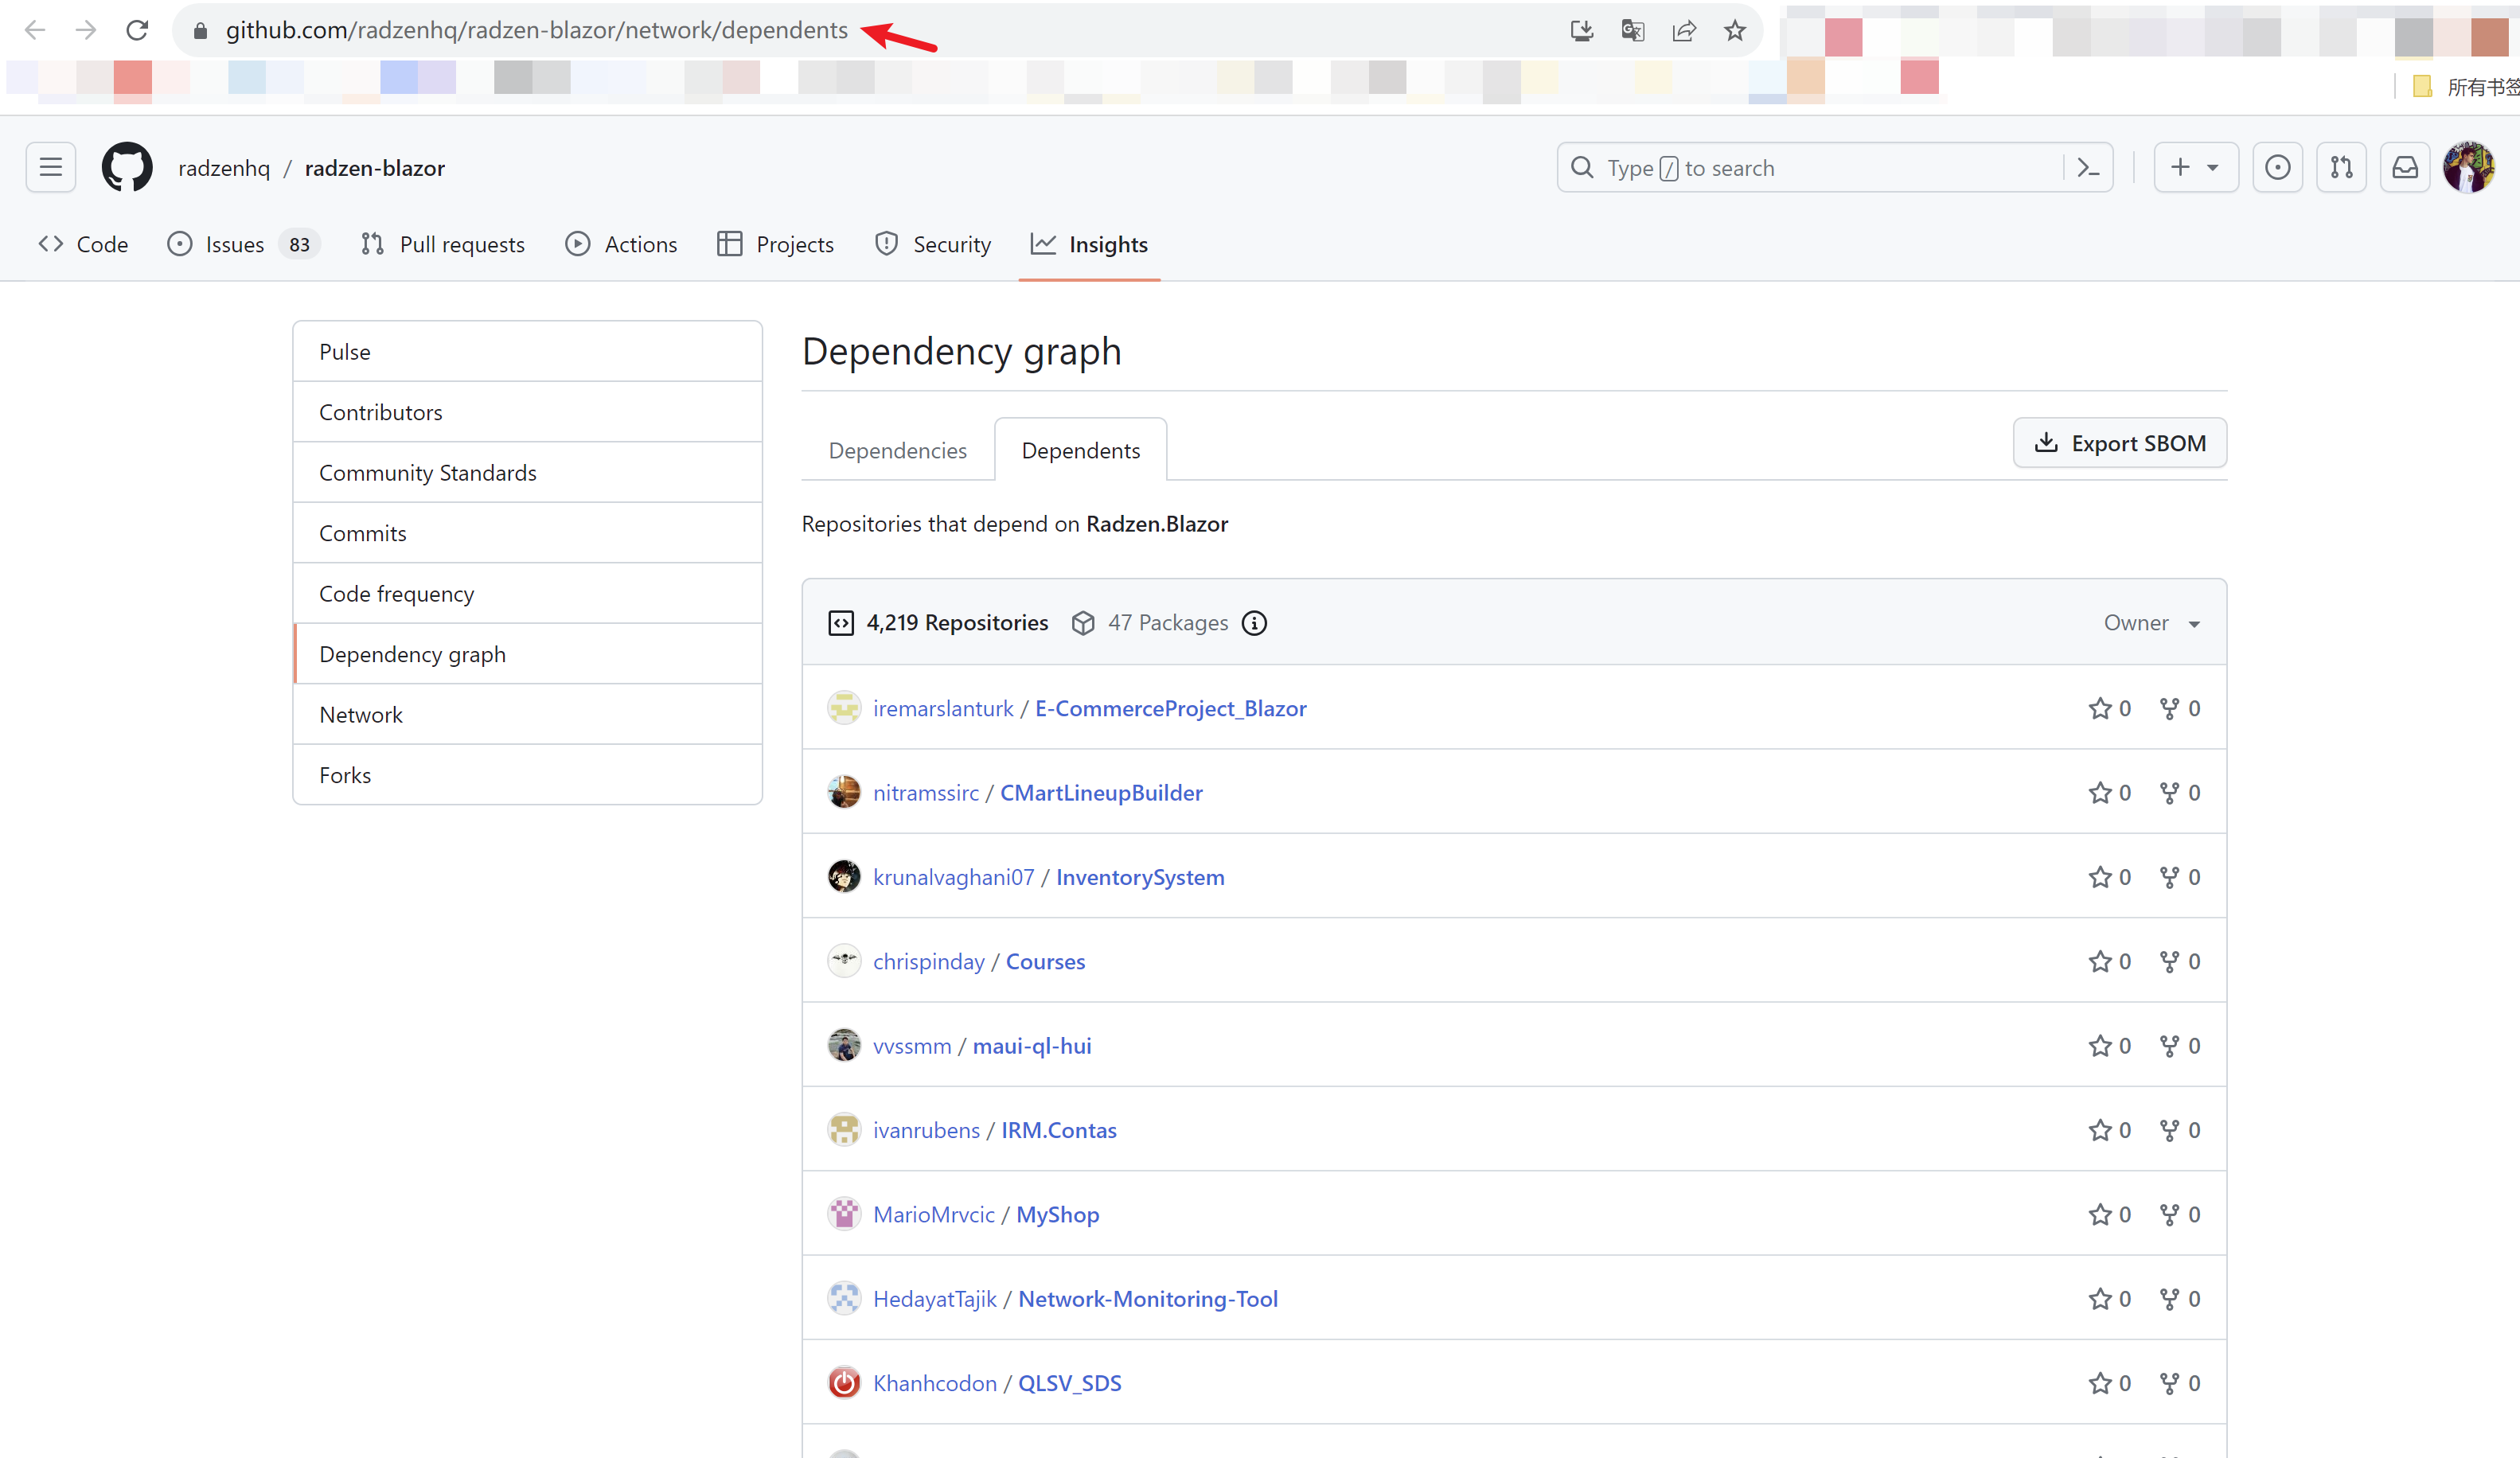 github.com/radzenhq/radzen-blazor/network/dependents
所有书签
radzenhq / radzen-blazor
Type / to search
Code
Issues 83
Pull requests
Actions
Projects
Security
Insights
Pulse
Contributors
Community Standards
Commits
Code frequency
Dependency graph
Network
Forks
Dependency graph
Dependencies
Dependents
Export SBOM
Repositories that depend on Radzen.Blazor
4,219 Repositories
47 Packages
Owner
iremarslanturk / E-CommerceProject_Blazor 0 0
nitramssirc / CMartLineupBuilder 0 0
krunalvaghani07 / InventorySystem 0 0
chrispinday / Courses 0 0
vvssmm / maui-ql-hui 0 0
ivanrubens / IRM.Contas 0 0
MarioMrvcic / MyShop 0 0
HedayatTajik / Network-Monitoring-Tool 0 0
Khanhcodon / QLSV_SDS 0 0